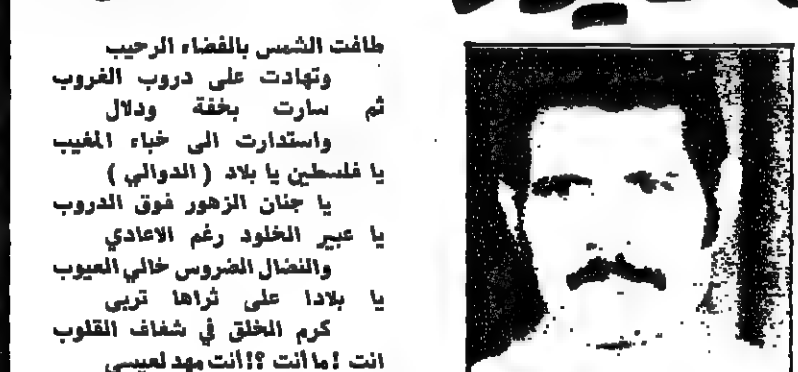 طافت الشمس بالفضاء الرحيب
وتهادت على دروب الغروب
ثم سارت بخفة ودلال
واستدارت الى خباء المغيب
يا فلسطين يا بلاد ( الدوالي )
يا جنان الزهور فوق الدروب
يا عبير الخلود رغم الاعادي
والنضال الضروس خالي العيوب
يا بلادا على ثراها تربى
كرم الخلق في شغاف القلوب
انت ! ما أنت ؟! أنت مهد لعيسى